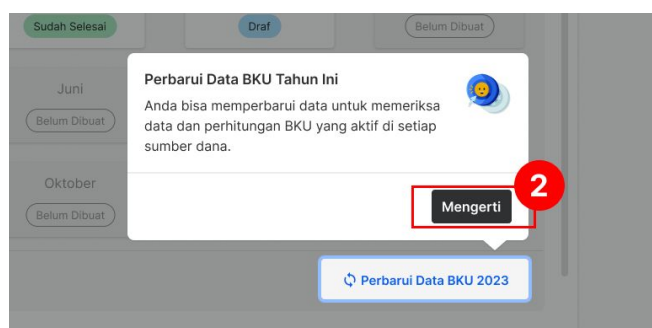 Sudah Selesai
Draf
Belum Dibuat
Juni
Belum Dibuat
Oktober
Belum Dibuat
Perbarui Data BKU Tahun Ini
Anda bisa memperbarui data untuk memeriksa
data dan perhitungan BKU yang aktif di setiap
sumber dana.
Mengerti
2
Perbarui Data BKU 2023